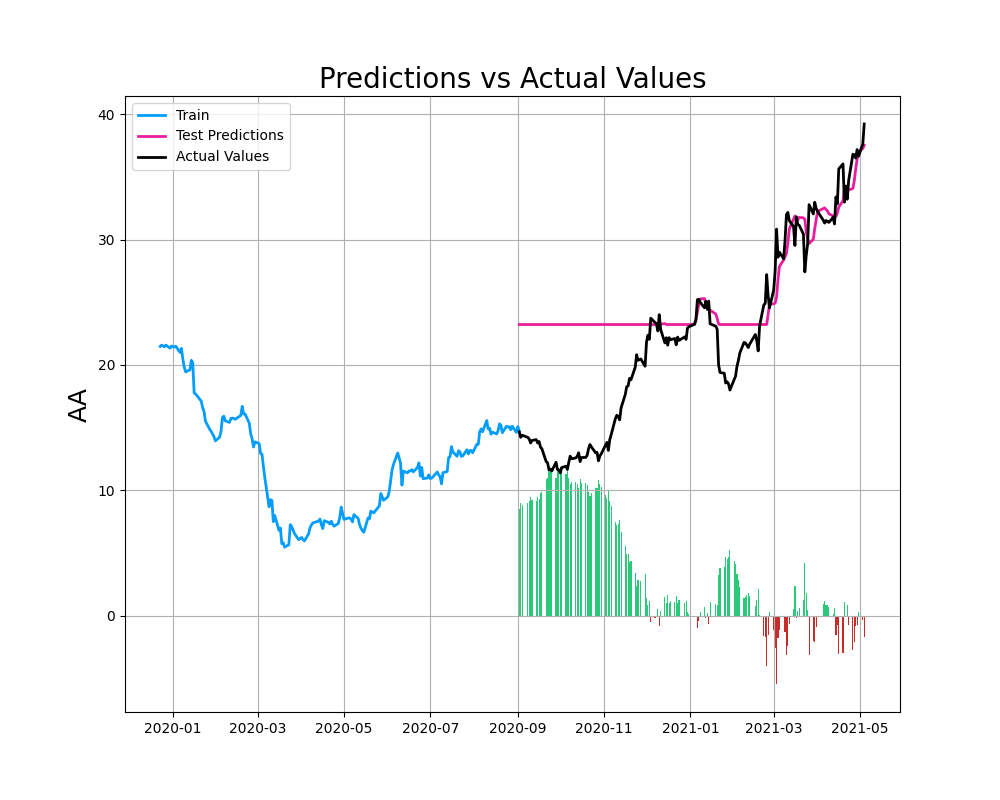 Predictions vs Actual Values
Train
Test Predictions
Actual Values
AA
40
30
20
10
0
2020-01
2020-03
2020-05
2020-07
2020-09
2020-11
2021-01
2021-03
2021-05